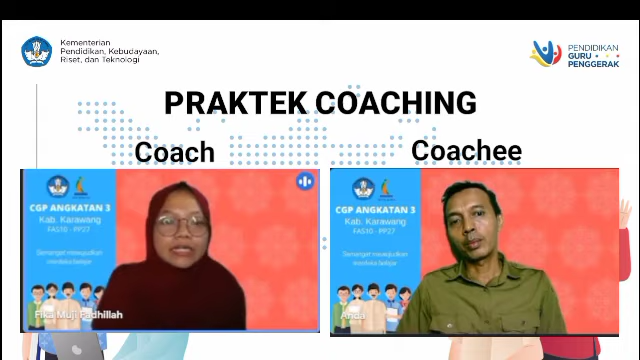 Kementerian
Pendidikan, Kebudayaan,
Riset, dan Teknologi
PENDIDIKAN
GURU
PENGGERAK
PRAKTEK COACHING
Coach
Coachee
CGP ANGKATAN 3
Kab. Karawang
FAS10 - PP27
Semangat mewujudkan
merdeka belajar
Fika Muji Fadhillah
CGP ANGKATAN 3
Kab. Karawang
FAS10 - PP27
Semangat mewujudkan
merdeka belajar
Anda